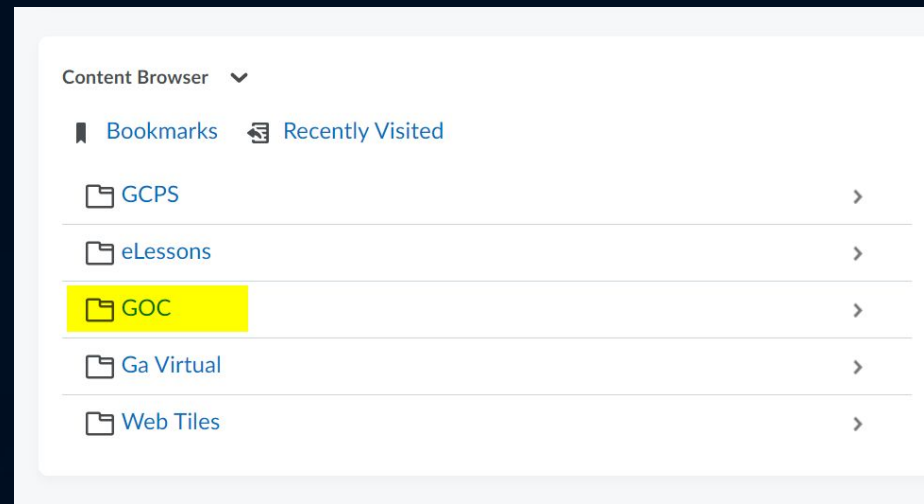 Content Browser
Bookmarks Recently Visited
GCPS
eLessons
GOC
Ga Virtual
Web Tiles